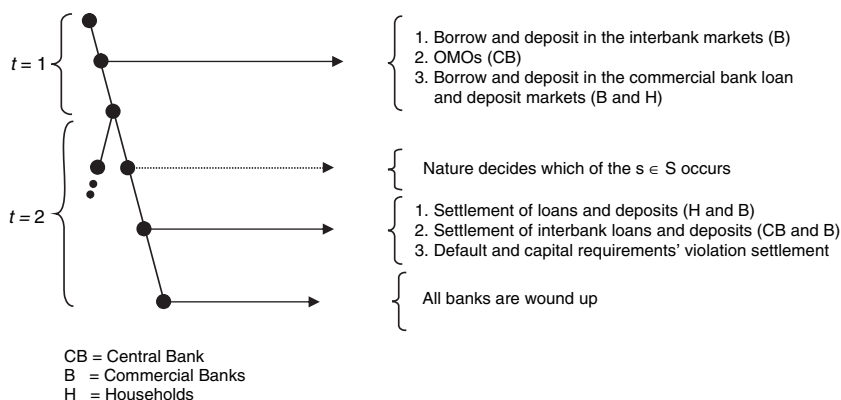 t = 1
1. Borrow and deposit in the interbank markets (B)
2. OMOs (CB)
3. Borrow and deposit in the commercial bank loan
and deposit markets (B and H)
Nature decides which of the s ∈ S occurs
t = 2
1. Settlement of loans and deposits (H and B)
2. Settlement of interbank loans and deposits (CB and B)
3. Default and capital requirements’ violation settlement
All banks are wound up
CB = Central Bank
B = Commercial Banks
H = Households